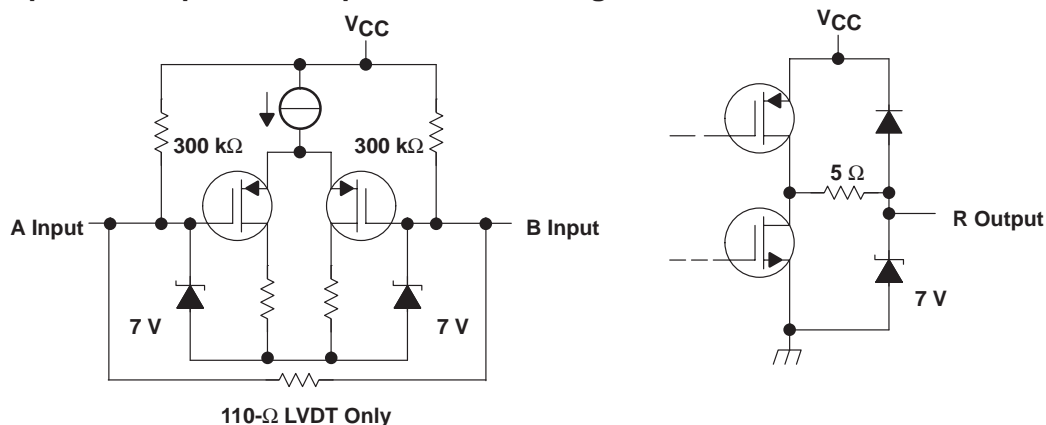 VCC
300 kΩ
300 kΩ
A Input
B Input
7 V
7 V
110-Ω LVDT Only
VCC
5 Ω
R Output
7 V